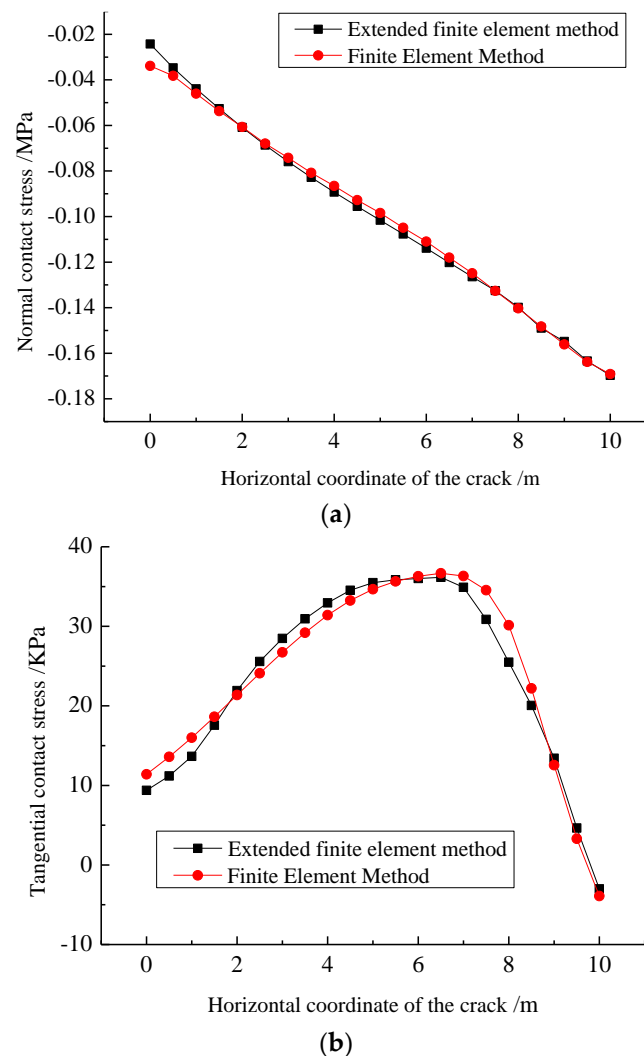 Extended finite element method
Finite Element Method
-0.02
-0.04
-0.06
-0.08
-0.10
-0.12
-0.14
-0.16
-0.18
Normal contact stress /MPa
0 2 4 6 8 10
Horizontal coordinate of the crack /m
(a)
40
30
20
10
0
-10
Tangential contact stress /KPa
Extended finite element method
Finite Element Method
0 2 4 6 8 10
Horizontal coordinate of the crack /m
(b)